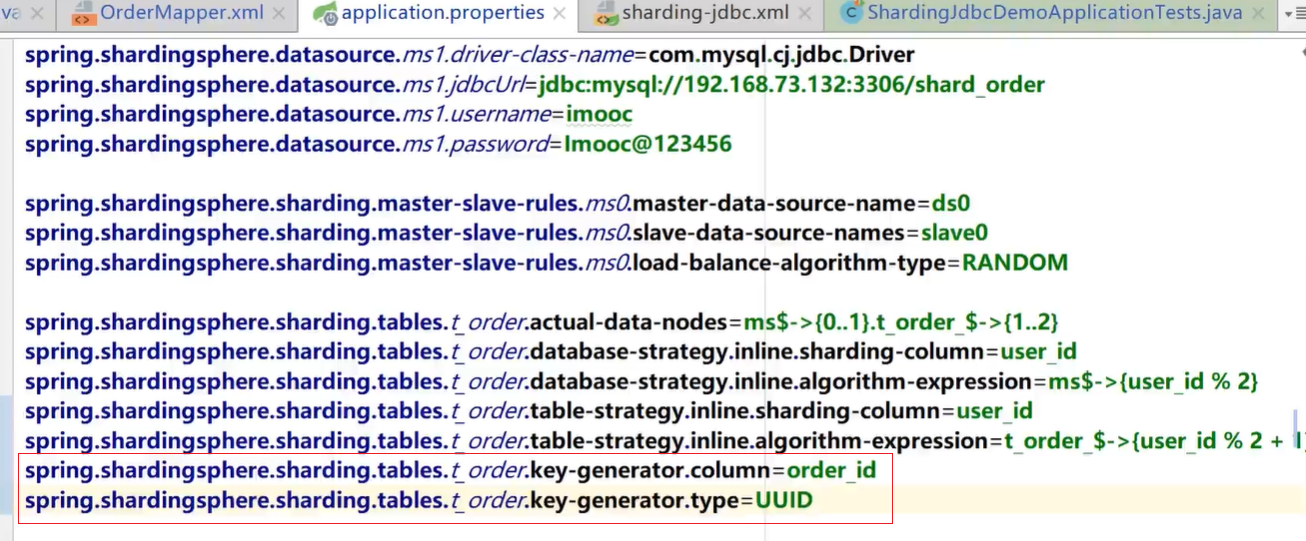 va
OrderMapper.xml
application.properties
sharding-jdbc.xml
ShardingJdbcDemoApplicationTests.java
spring.shardingsphere.datasource.ms1.driver-class-name=com.mysql.cj.jdbc.Driver
spring.shardingsphere.datasource.ms1.jdbcUrl=jdbc:mysql://192.168.73.132:3306/shard_order
spring.shardingsphere.datasource.ms1.username=imooc
spring.shardingsphere.datasource.ms1.password=Imooc@123456
spring.shardingsphere.sharding.master-slave-rules.ms0.master-data-source-name=ds0
spring.shardingsphere.sharding.master-slave-rules.ms0.slave-data-source-names=slave0
spring.shardingsphere.sharding.master-slave-rules.ms0.load-balance-algorithm-type=RANDOM
spring.shardingsphere.sharding.tables.t_order.actual-data-nodes=ms$->{0..1}.t_order_$->{1..2}
spring.shardingsphere.sharding.tables.t_order.database-strategy.inline.sharding-column=user_id
spring.shardingsphere.sharding.tables.t_order.database-strategy.inline.algorithm-expression=ms$->{user_id % 2}
spring.shardingsphere.sharding.tables.t_order.table-strategy.inline.sharding-column=user_id
spring.shardingsphere.sharding.tables.t_order.table-strategy.inline.algorithm-expression=t_order_$->{user_id % 2 + 1}
spring.shardingsphere.sharding.tables.t_order.key-generator.column=order_id
spring.shardingsphere.sharding.tables.t_order.key-generator.type=UUID